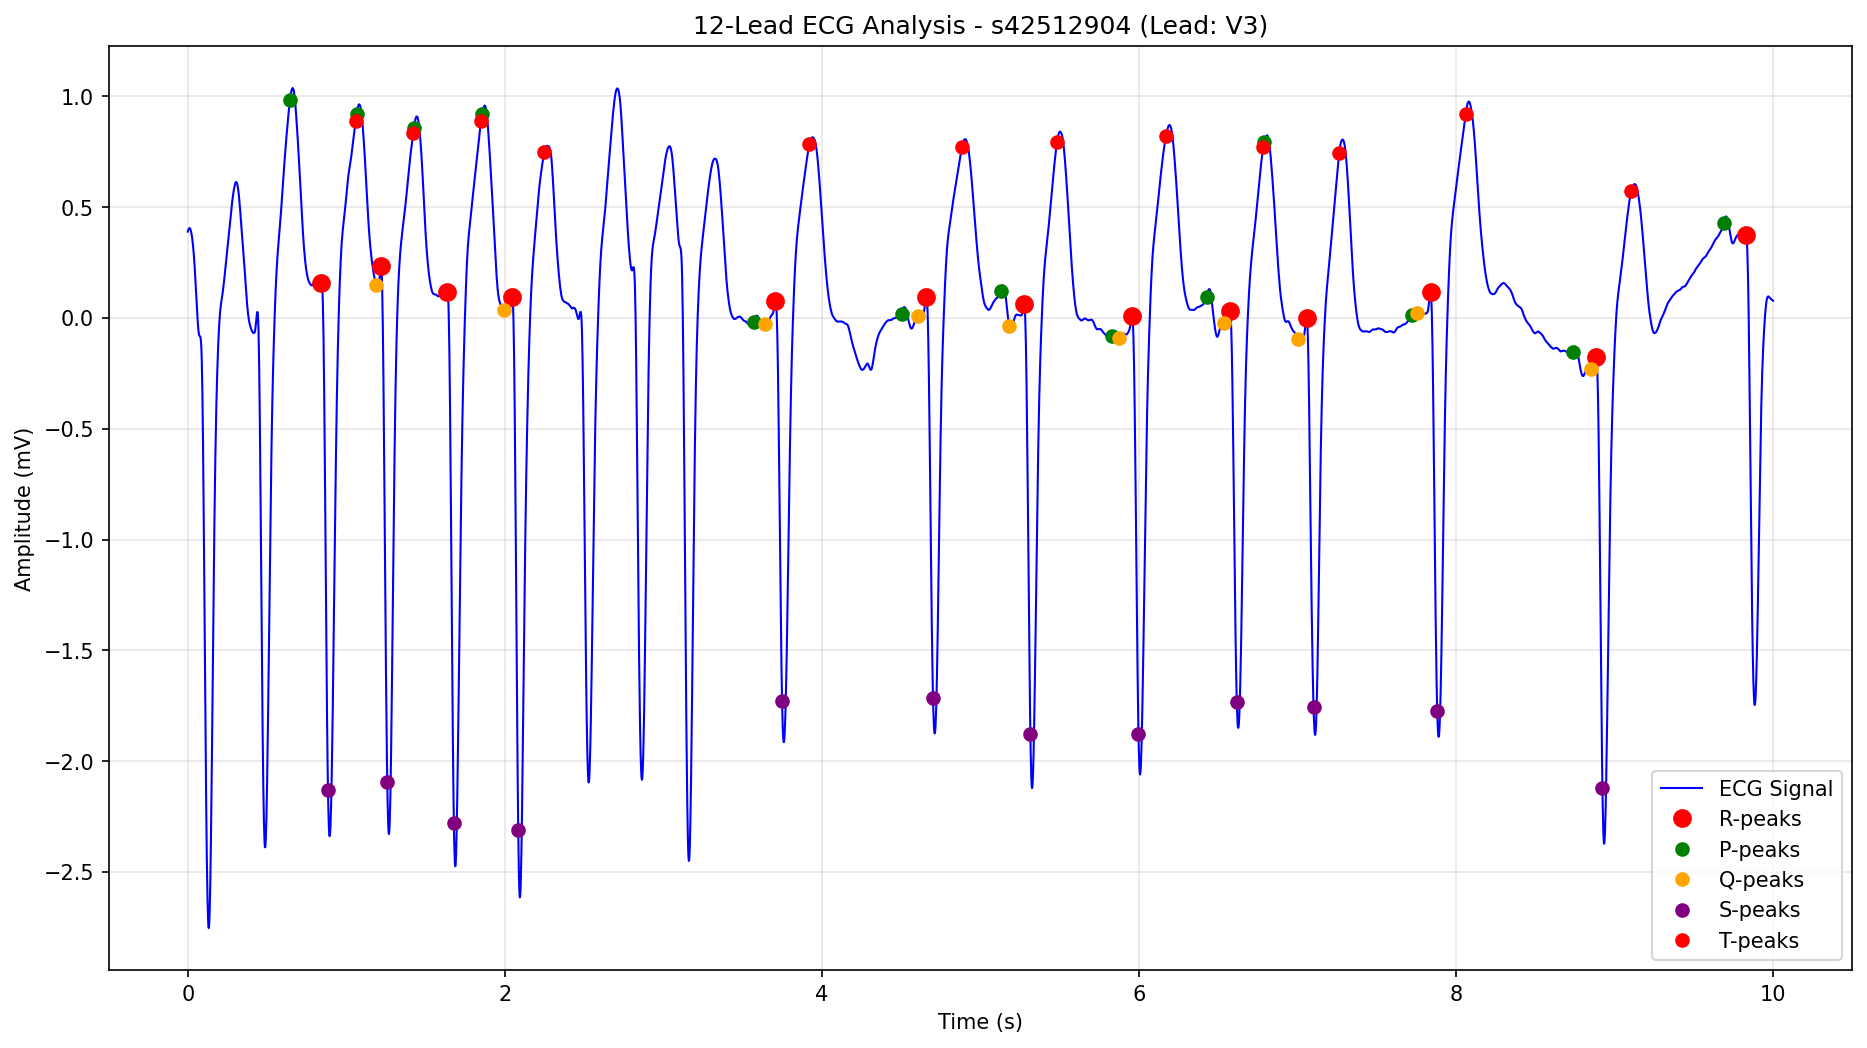 12-Lead ECG Analysis - s42512904 (Lead: V3)
1.0
0.5
0.0
−0.5
−1.0
−1.5
−2.0
−2.5
Amplitude (mV)
0 2 4 6 8 10
Time (s)
ECG Signal
R-peaks
P-peaks
Q-peaks
S-peaks
T-peaks